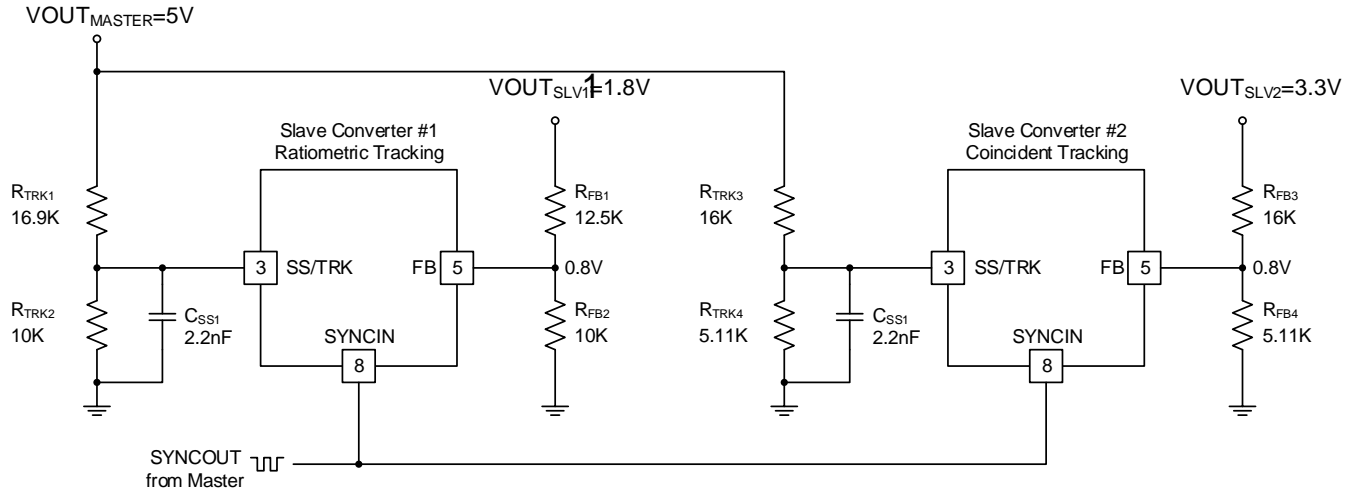 VOUTMASTER=5V
VOUTSLV1=1.8V
1
VOUTSLV2=3.3V
Slave Converter #1
Ratiometric Tracking
Slave Converter #2
Coincident Tracking
RTRK1
16.9K
RFB1
12.5K
RTRK3
16K
RFB3
16K
3
SS/TRK
FB
5
0.8V
3
SS/TRK
FB
5
0.8V
RTRK2
10K
CSS1
2.2nF
RFB2
10K
RTRK4
5.11K
CSS1
2.2nF
RFB4
5.11K
SYNCIN
8
SYNCIN
8
SYNCOUT
from Master